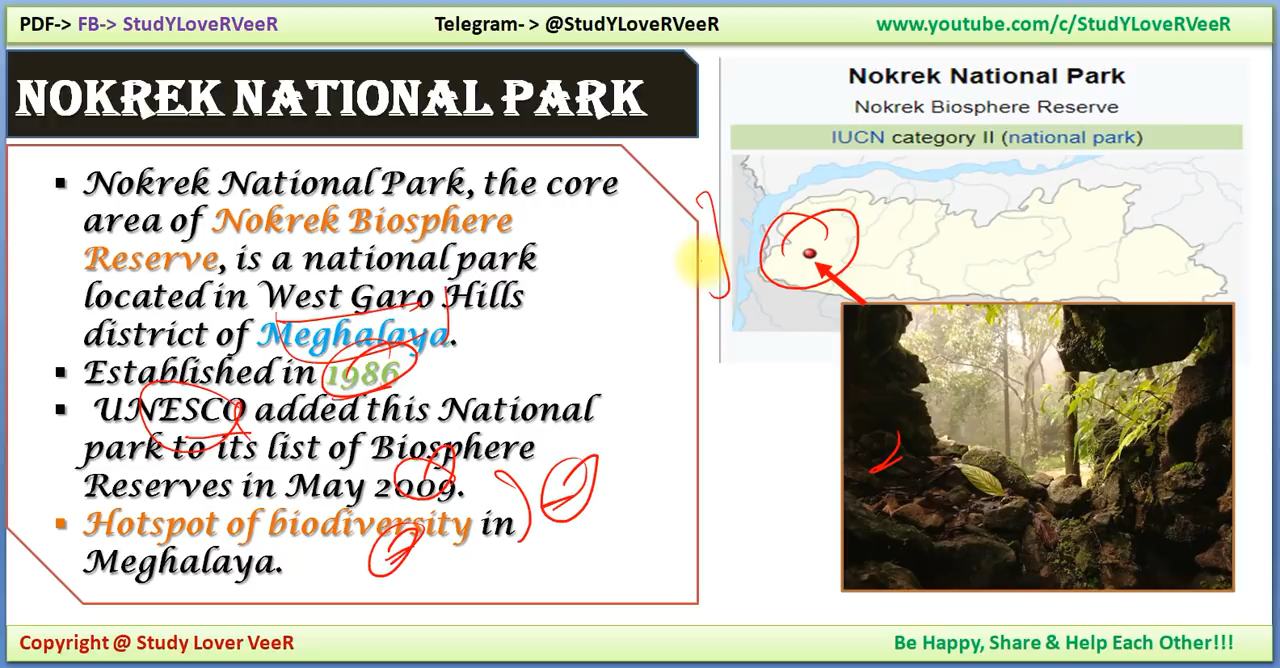 PDF-> FB-> StudYLoveRVeeR
Telegram- > @StudYLoveRVeeR
www.youtube.com/c/StudYLoveRVeeR
NOKREK NATIONAL PARK
Nokrek National Park, the core
area of Nokrek Biosphere
Reserve, is a national park
located in West Garo Hills
district of Meghalaya.
Established in 1986
UNESCO added this National
park to its list of Biosphere
Reserves in May 2009.
Hotspot of biodiversity in
Meghalaya.
Nokrek National Park
Nokrek Biosphere Reserve
IUCN category II (national park)
Copyright @ Study Lover VeeR
Be Happy, Share & Help Each Other!!!